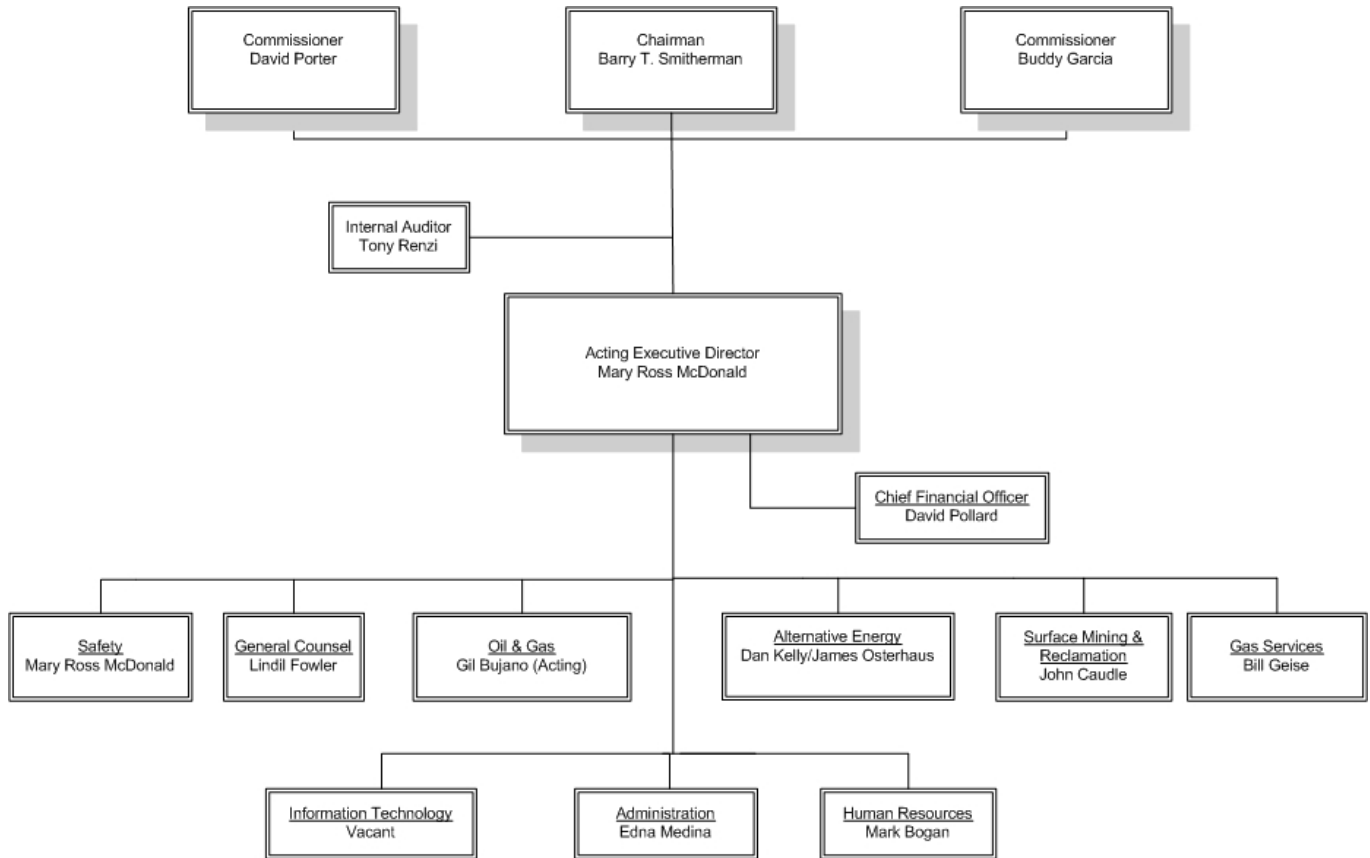 Commissioner
David Porter
Chairman
Barry T. Smitherman
Commissioner
Buddy Garcia
Internal Auditor
Tony Renzi
Acting Executive Director
Mary Ross McDonald
Chief Financial Officer
David Pollard
Safety
Mary Ross McDonald
General Counsel
Lindil Fowler
Oil & Gas
Gil Bujano (Acting)
Alternative Energy
Dan Kelly/James Osterhaus
Surface Mining &
Reclamation
John Caudle
Gas Services
Bill Geise
Information Technology
Vacant
Administration
Edna Medina
Human Resources
Mark Bogan